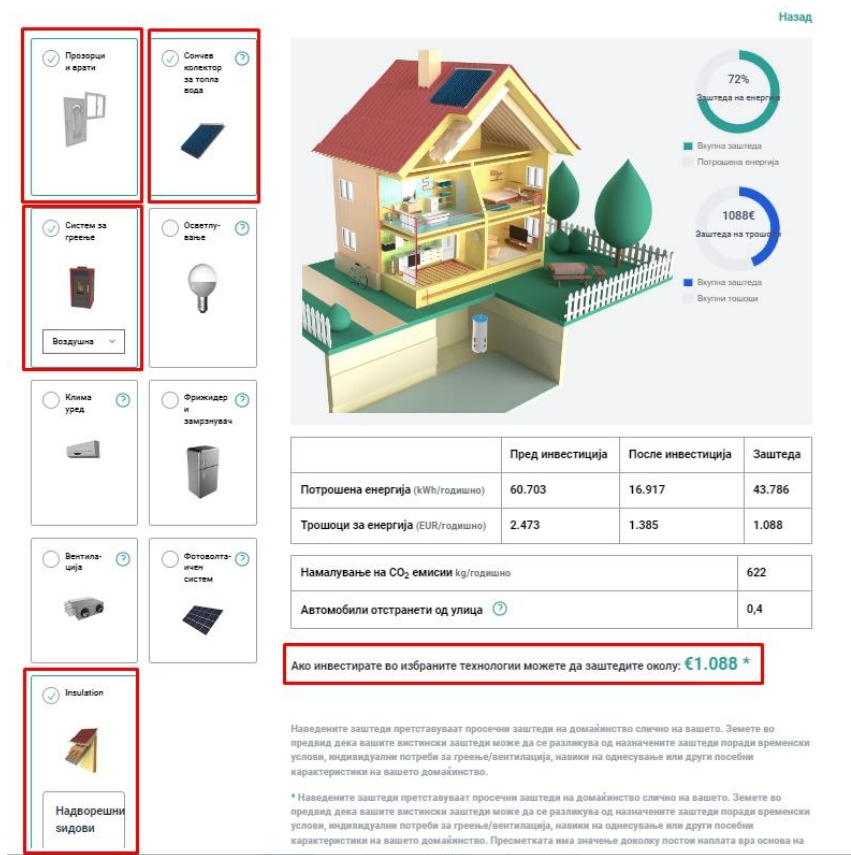 Назад
Прозорци
и врати
Сончев
колектор
за топла
вода
Систем за
греење
Воздушна
Осветлу-
вање
Клима
уред
Фрижидер
и
замрзнувач
Вентила-
ција
Фотоволта-
ичен
систем
Insulation
Надворешни
ѕидови
72%
Заштеда на енергија
Вкупна заштеда
Потрошена енергија
1088€
Заштеда на трошоци
Вкупна заштеда
Вкупни тошоци
Пред инвестиција После инвестиција Заштеда
Потрошена енергија (kWh/годишно) 60.703 16.917 43.786
Трошоци за енергија (EUR/годишно) 2.473 1.385 1.088
Намалување на CO₂ емисии kg/годишно 622
Автомобили отстранети од улица ? 0,4
Ако инвестирате во избраните технологии можете да заштедите околу: €1.088 *
Наведените заштеди претставуваат просечни заштеди на домаќинство слично на вашето. Земете во
предвид дека вашите вистински заштеди може да се разликува од назначените заштеди поради временски
услови, индивидуални потреби за греење/вентилација, навики на однесување или други посебни
карактеристики на вашето домаќинство.
* Наведените заштеди претставуваат просечни заштеди на домаќинство слично на вашето. Земете во
предвид дека вашите вистински заштеди може да се разликува од назначените заштеди поради временски
услови, индивидуални потреби за греење/вентилација, навики на однесување или други посебни
карактеристики на вашето домаќинство. Пресметката има значење доколку постои наплата врз основа на